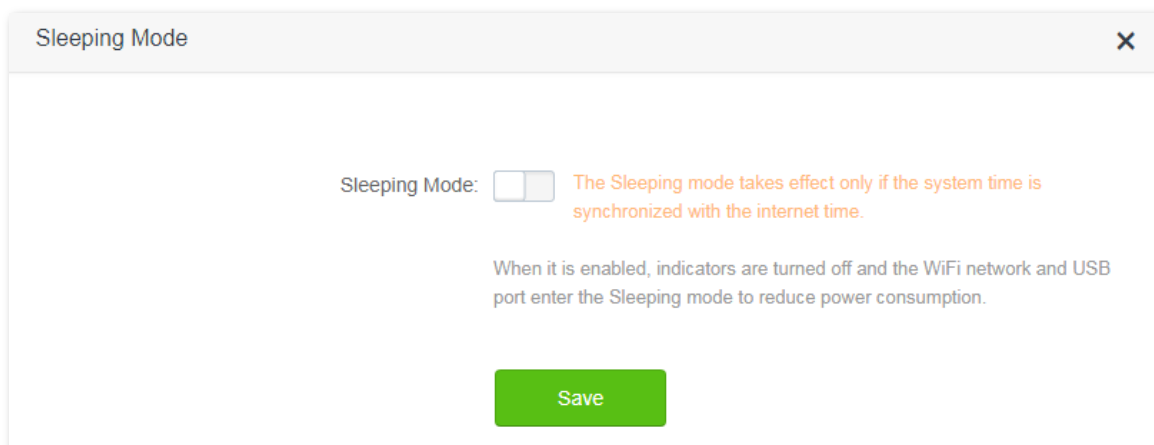 Sleeping Mode
Sleeping Mode:
The Sleeping mode takes effect only if the system time is
synchronized with the internet time.
When it is enabled, indicators are turned off and the WiFi network and USB
port enter the Sleeping mode to reduce power consumption.
Save